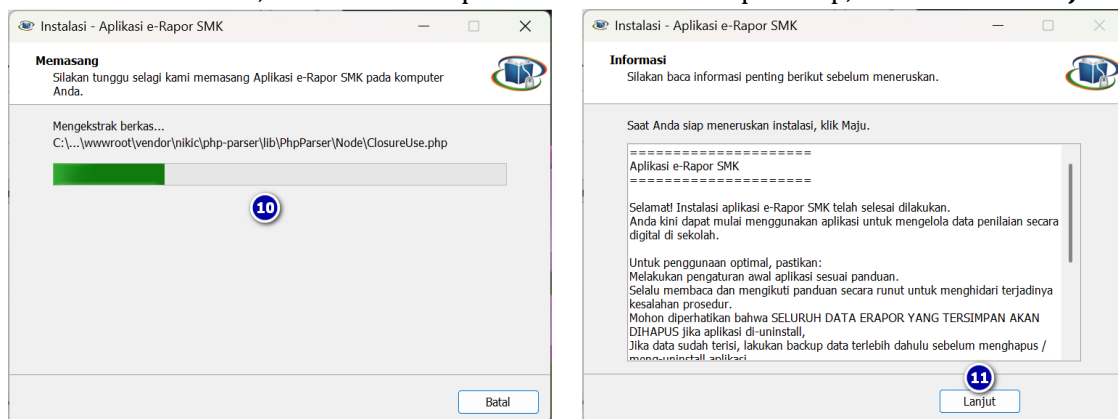 Instalasi - Aplikasi e-Rapor SMK
Memasang
Silakan tunggu selagi kami memasang Aplikasi e-Rapor SMK pada komputer
Anda.
Mengekstrak berkas...
C:\...\wwwroot\vendor\nikic\php-parser\lib\PhpParser\Node\ClosureUse.php
10
Batal
Instalasi - Aplikasi e-Rapor SMK
Informasi
Silakan baca informasi penting berikut sebelum meneruskan.
Saat Anda siap meneruskan instalasi, klik Maju.
======================
Aplikasi e-Rapor SMK
======================
Selamat! Instalasi aplikasi e-Rapor SMK telah selesai dilakukan.
Anda kini dapat mulai menggunakan aplikasi untuk mengelola data penilaian secara
digital di sekolah.
Untuk penggunaan optimal, pastikan:
Melakukan pengaturan awal aplikasi sesuai panduan.
Selalu membaca dan mengikuti panduan secara runut untuk menghidari terjadinya
kesalahan prosedur.
Mohon diperhatikan bahwa SELURUH DATA ERAPOR YANG TERSIMPAN AKAN
DIHAPUS jika aplikasi di-uninstall,
Jika data sudah terisi, lakukan backup data terlebih dahulu sebelum menghapus /
meng-uninstall aplikasi
11
Lanjut